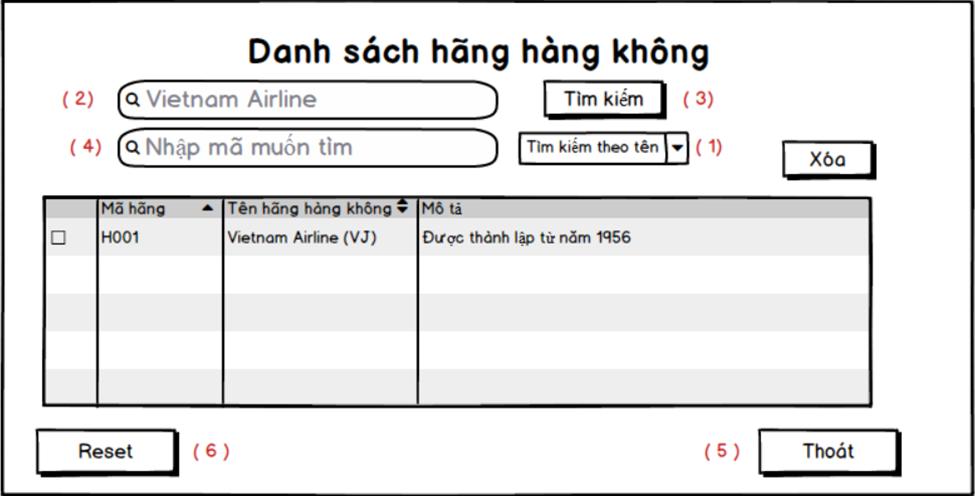 Danh sách hãng hàng không
( 2) Vietnam Airline Tìm kiếm ( 3)
( 4) Nhập mã muốn tìm Tìm kiếm theo tên ( 1)
Xóa
Mã hãng Tên hãng hàng không Mô tả
H001 Vietnam Airline (VJ) Được thành lập từ năm 1956
Reset ( 6 ) ( 5 ) Thoát